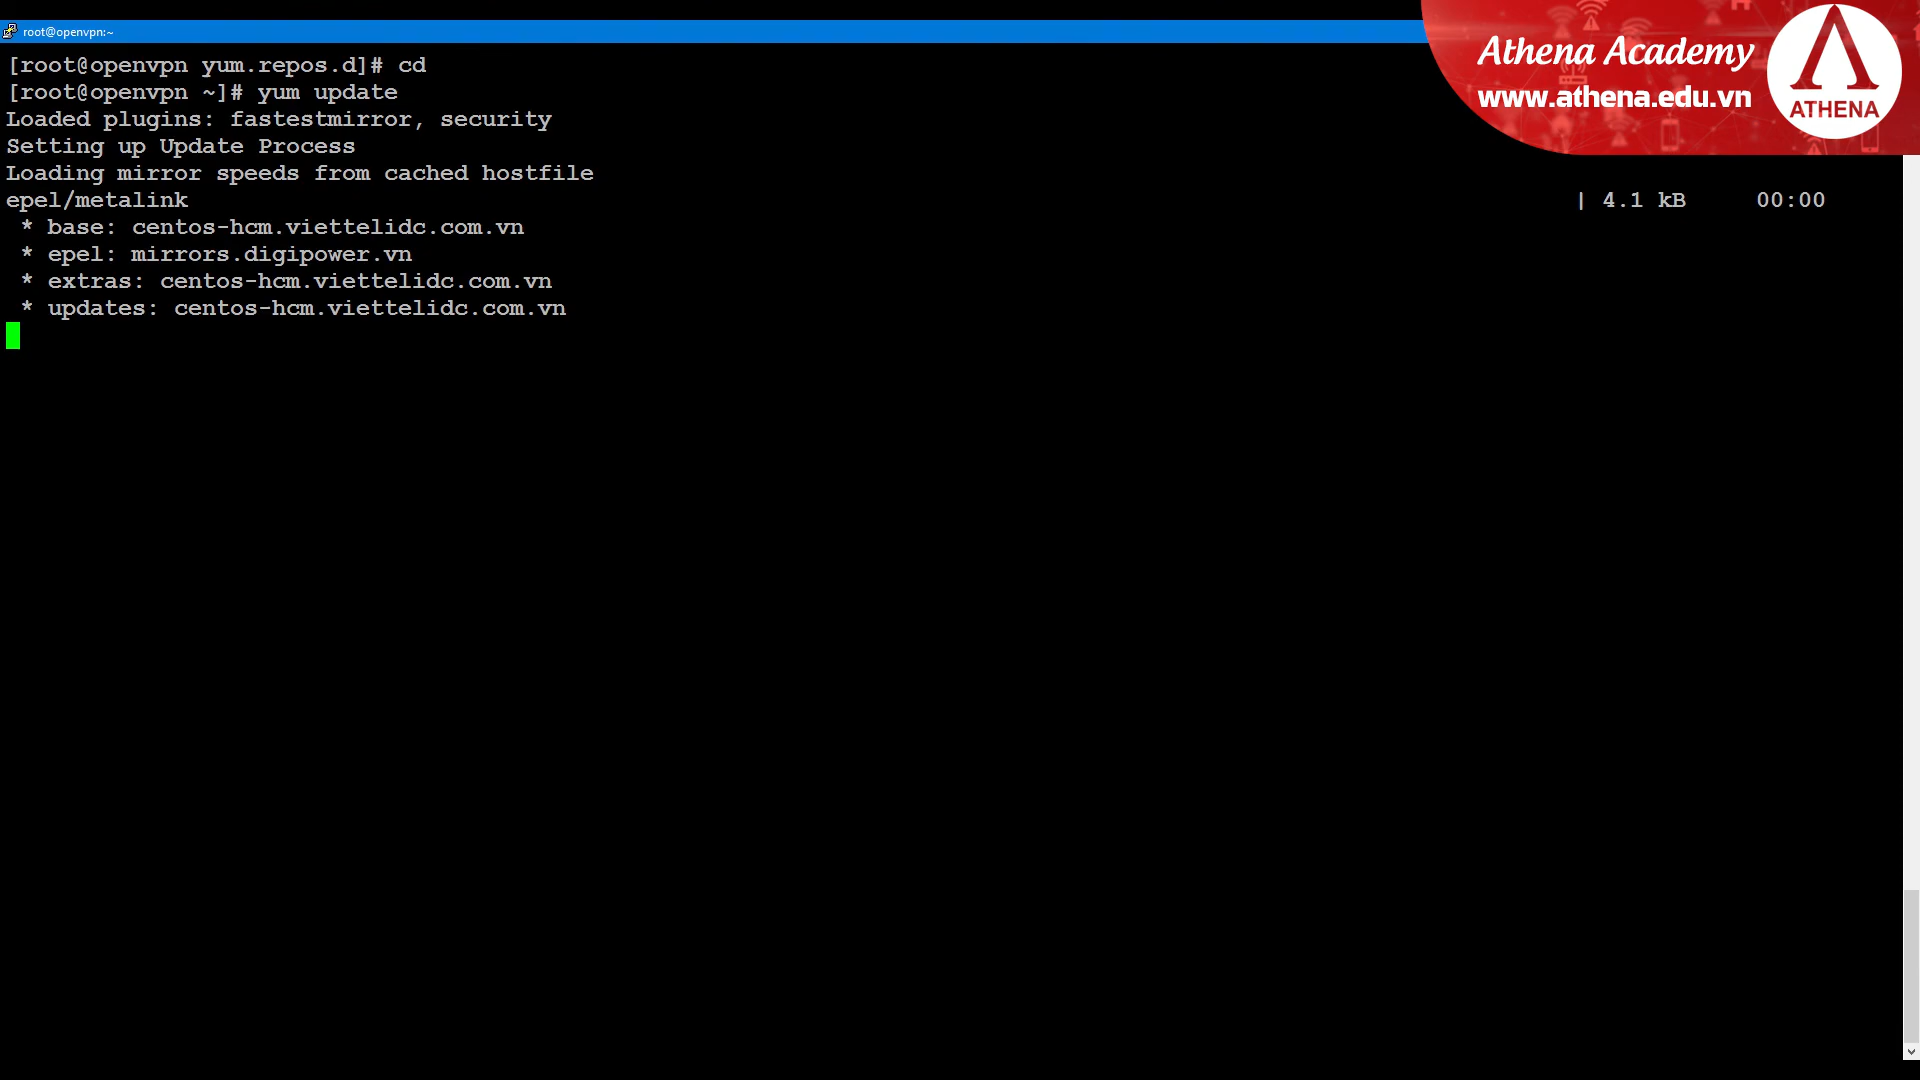 root@openvpn:~
Athena Academy
www.athena.edu.vn
ATHENA
[root@openvpn yum.repos.d]# cd
[root@openvpn ~]# yum update
Loaded plugins: fastestmirror, security
Setting up Update Process
Loading mirror speeds from cached hostfile
epel/metalink | 4.1 kB 00:00
* base: centos-hcm.viettelidc.com.vn
* epel: mirrors.digipower.vn
* extras: centos-hcm.viettelidc.com.vn
* updates: centos-hcm.viettelidc.com.vn